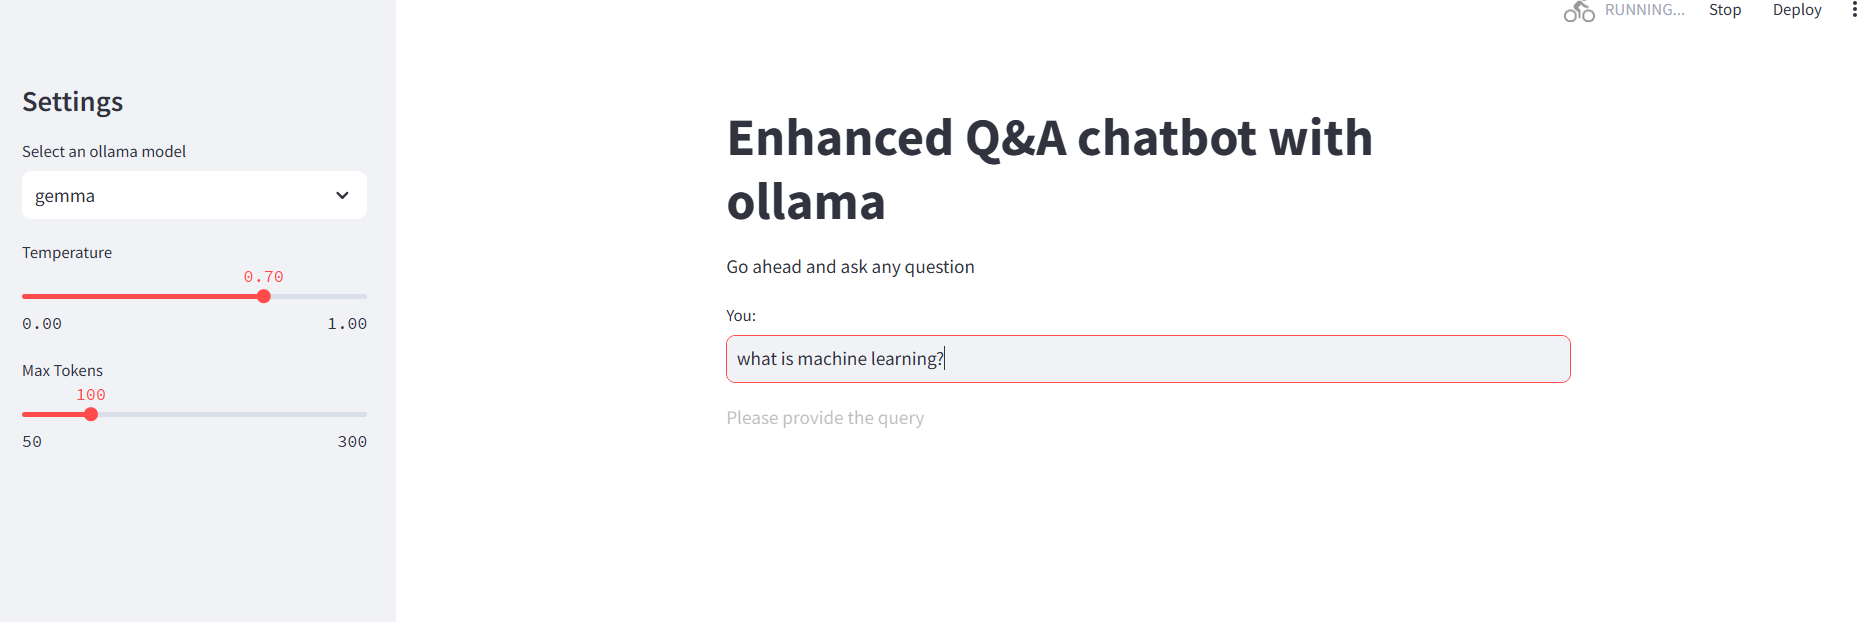 RUNNING...
Stop
Deploy
Settings
Select an ollama model
gemma
Temperature
0.70
0.00
1.00
Max Tokens
100
50
300
Enhanced Q&A chatbot with
ollama
Go ahead and ask any question
You:
what is machine learning?
Please provide the query